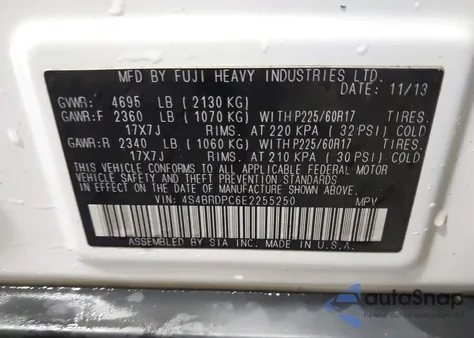 MFD BY FUJI HEAVY INDUSTRIES LTD.
DATE: 11/13
GVWR: 4695 LB (2130 KG)
GAWR:F 2360 LB (1070 KG) WITH P225/60R17 TIRES.
17X7J RIMS. AT 220 KPA (32 PSI) COLD
GAWR:R 2340 LB (1060 KG) WITH P225/60R17 TIRES.
17X7J RIMS. AT 210 KPA (30 PSI) COLD
THIS VEHICLE CONFORMS TO ALL APPLICABLE FEDERAL MOTOR
VEHICLE SAFETY AND THEFT PREVENTION STANDARDS IN EFFECT
ON THE DATE OF MANUFACTURE SHOWN ABOVE.
VIN: 4S4BRDPC6E2255250 MPV
ASSEMBLED BY SIA INC. MADE IN U.S.A.
autoSnap